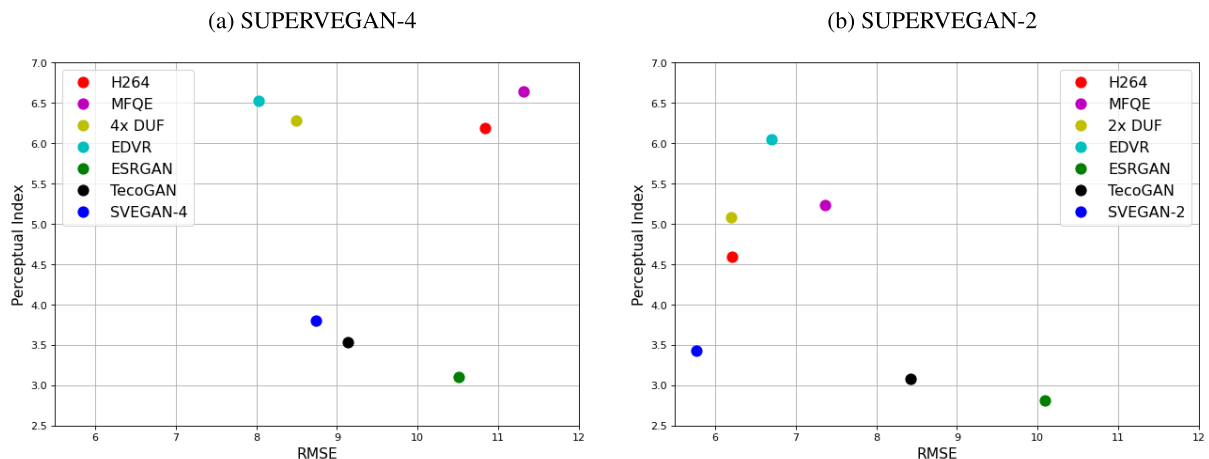 (a) SUPERVEGAN-4
7.0
6.5
6.0
5.5
5.0
4.5
4.0
3.5
3.0
2.5
Perceptual Index
H264
MFQE
4x DUF
EDVR
ESRGAN
TecoGAN
SVEGAN-4
6 7 8 9 10 11 12
RMSE
(b) SUPERVEGAN-2
7.0
6.5
6.0
5.5
5.0
4.5
4.0
3.5
3.0
2.5
Perceptual Index
H264
MFQE
2x DUF
EDVR
ESRGAN
TecoGAN
SVEGAN-2
6 7 8 9 10 11 12
RMSE